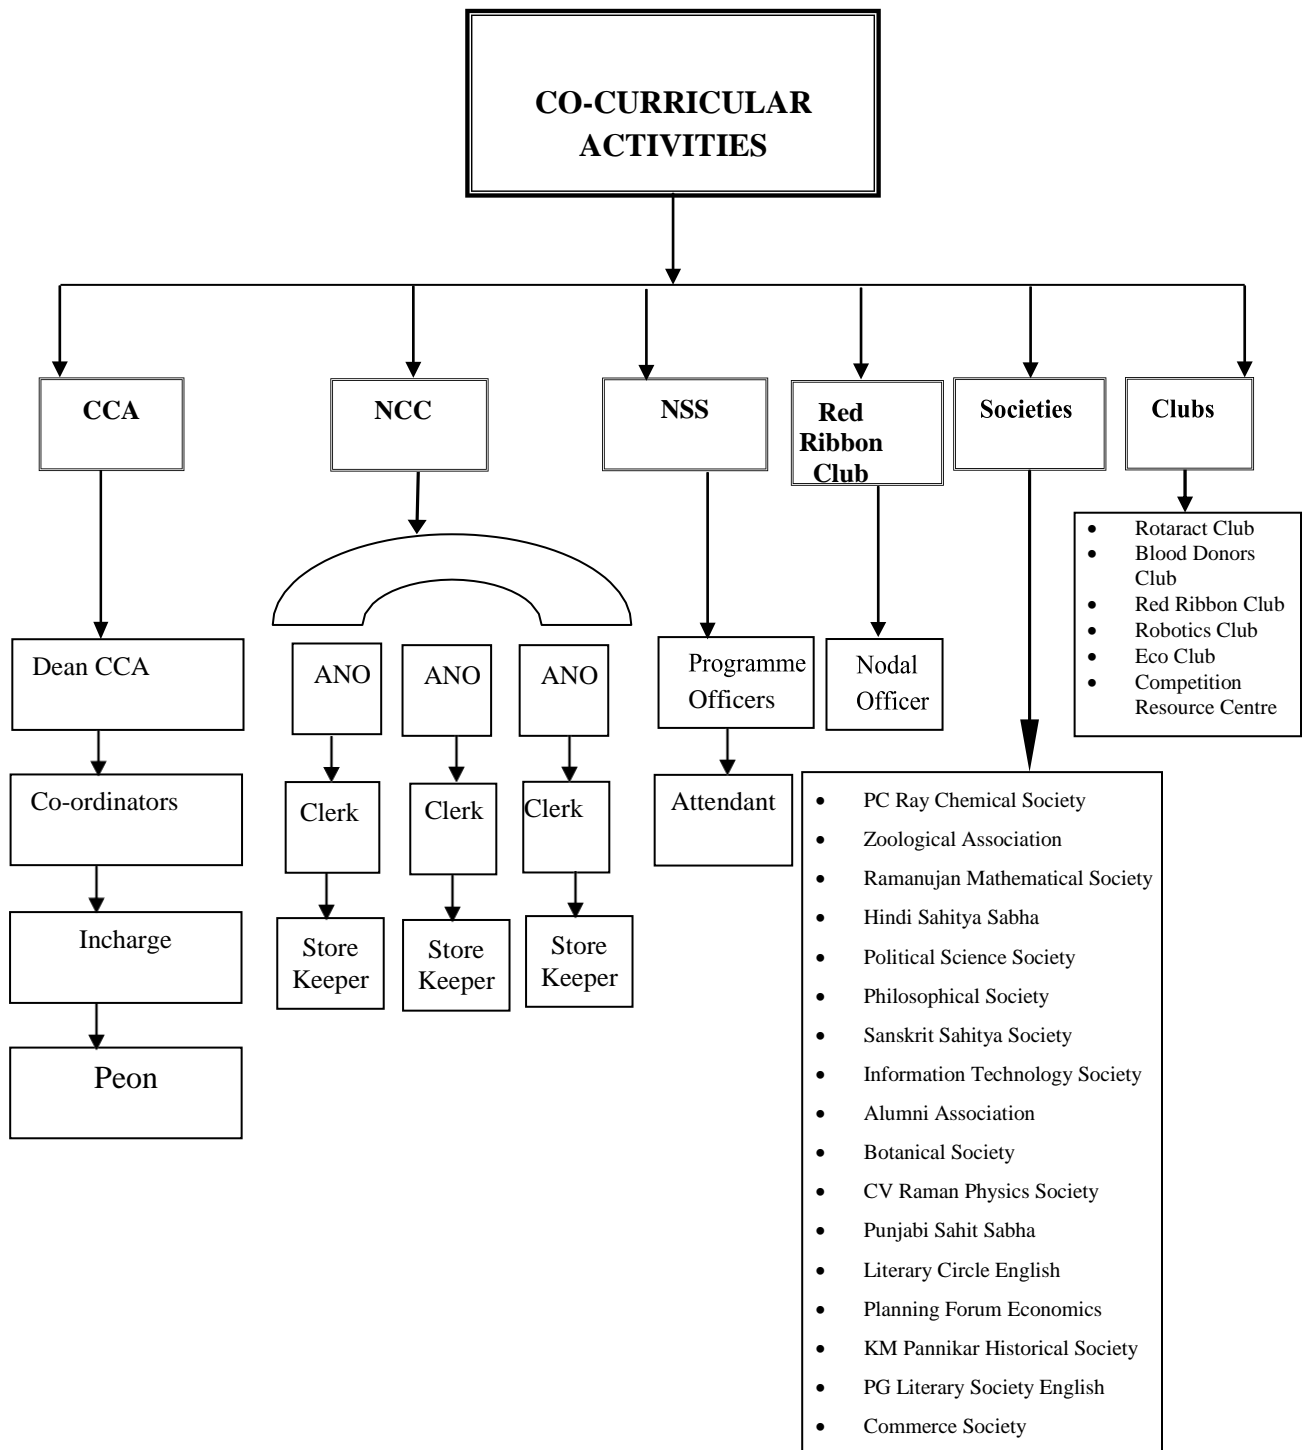 CO-CURRICULAR
ACTIVITIES
CCA
NCC
NSS
Red
Ribbon
Club
Societies
Clubs
• Rotaract Club
• Blood Donors
Club
• Red Ribbon Club
• Robotics Club
• Eco Club
• Competition
Resource Centre
Dean CCA
ANO
ANO
ANO
Programme
Officers
Nodal
Officer
Co-ordinators
Clerk
Clerk
Clerk
Attendant
Incharge
Store
Keeper
Store
Keeper
Store
Keeper
Peon
• PC Ray Chemical Society
• Zoological Association
• Ramanujan Mathematical Society
• Hindi Sahitya Sabha
• Political Science Society
• Philosophical Society
• Sanskrit Sahitya Society
• Information Technology Society
• Alumni Association
• Botanical Society
• CV Raman Physics Society
• Punjabi Sahit Sabha
• Literary Circle English
• Planning Forum Economics
• KM Pannikar Historical Society
• PG Literary Society English
• Commerce Society